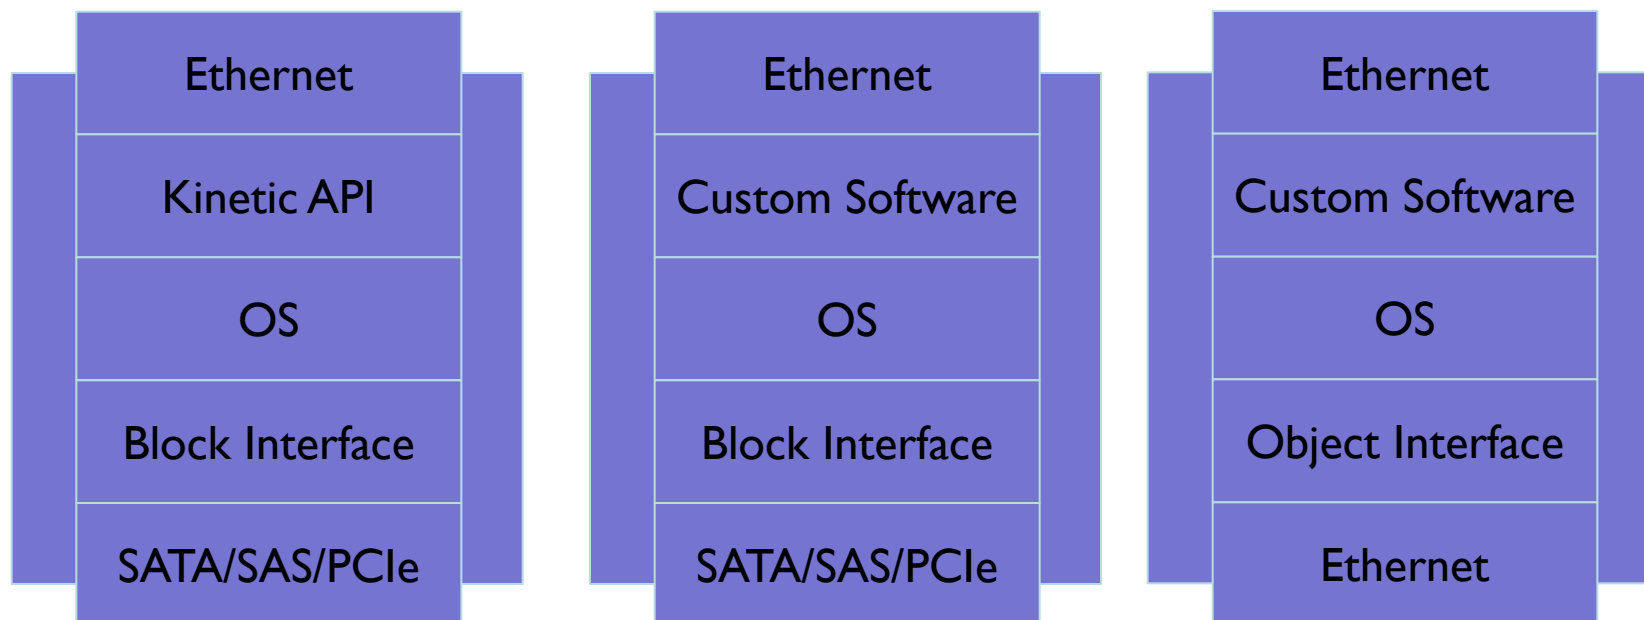 Ethernet
Kinetic API
OS
Block Interface
SATA/SAS/PCIe
Ethernet
Custom Software
OS
Block Interface
SATA/SAS/PCIe
Ethernet
Custom Software
OS
Object Interface
Ethernet